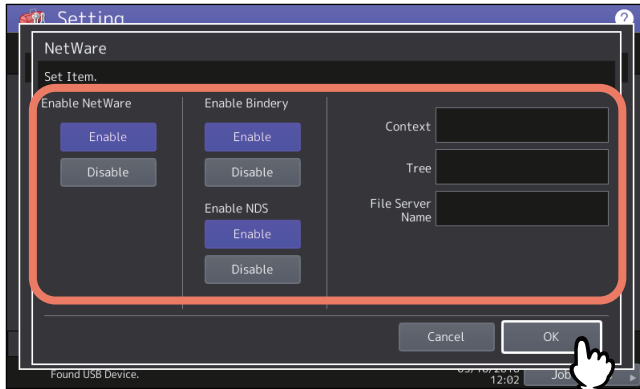 Setting
?
NetWare
Set Item.
Enable NetWare
Enable
Disable
Enable Bindery
Enable
Disable
Enable NDS
Enable
Disable
Context
Tree
File Server
Name
Cancel
OK
Found USB Device.
12:02
Job